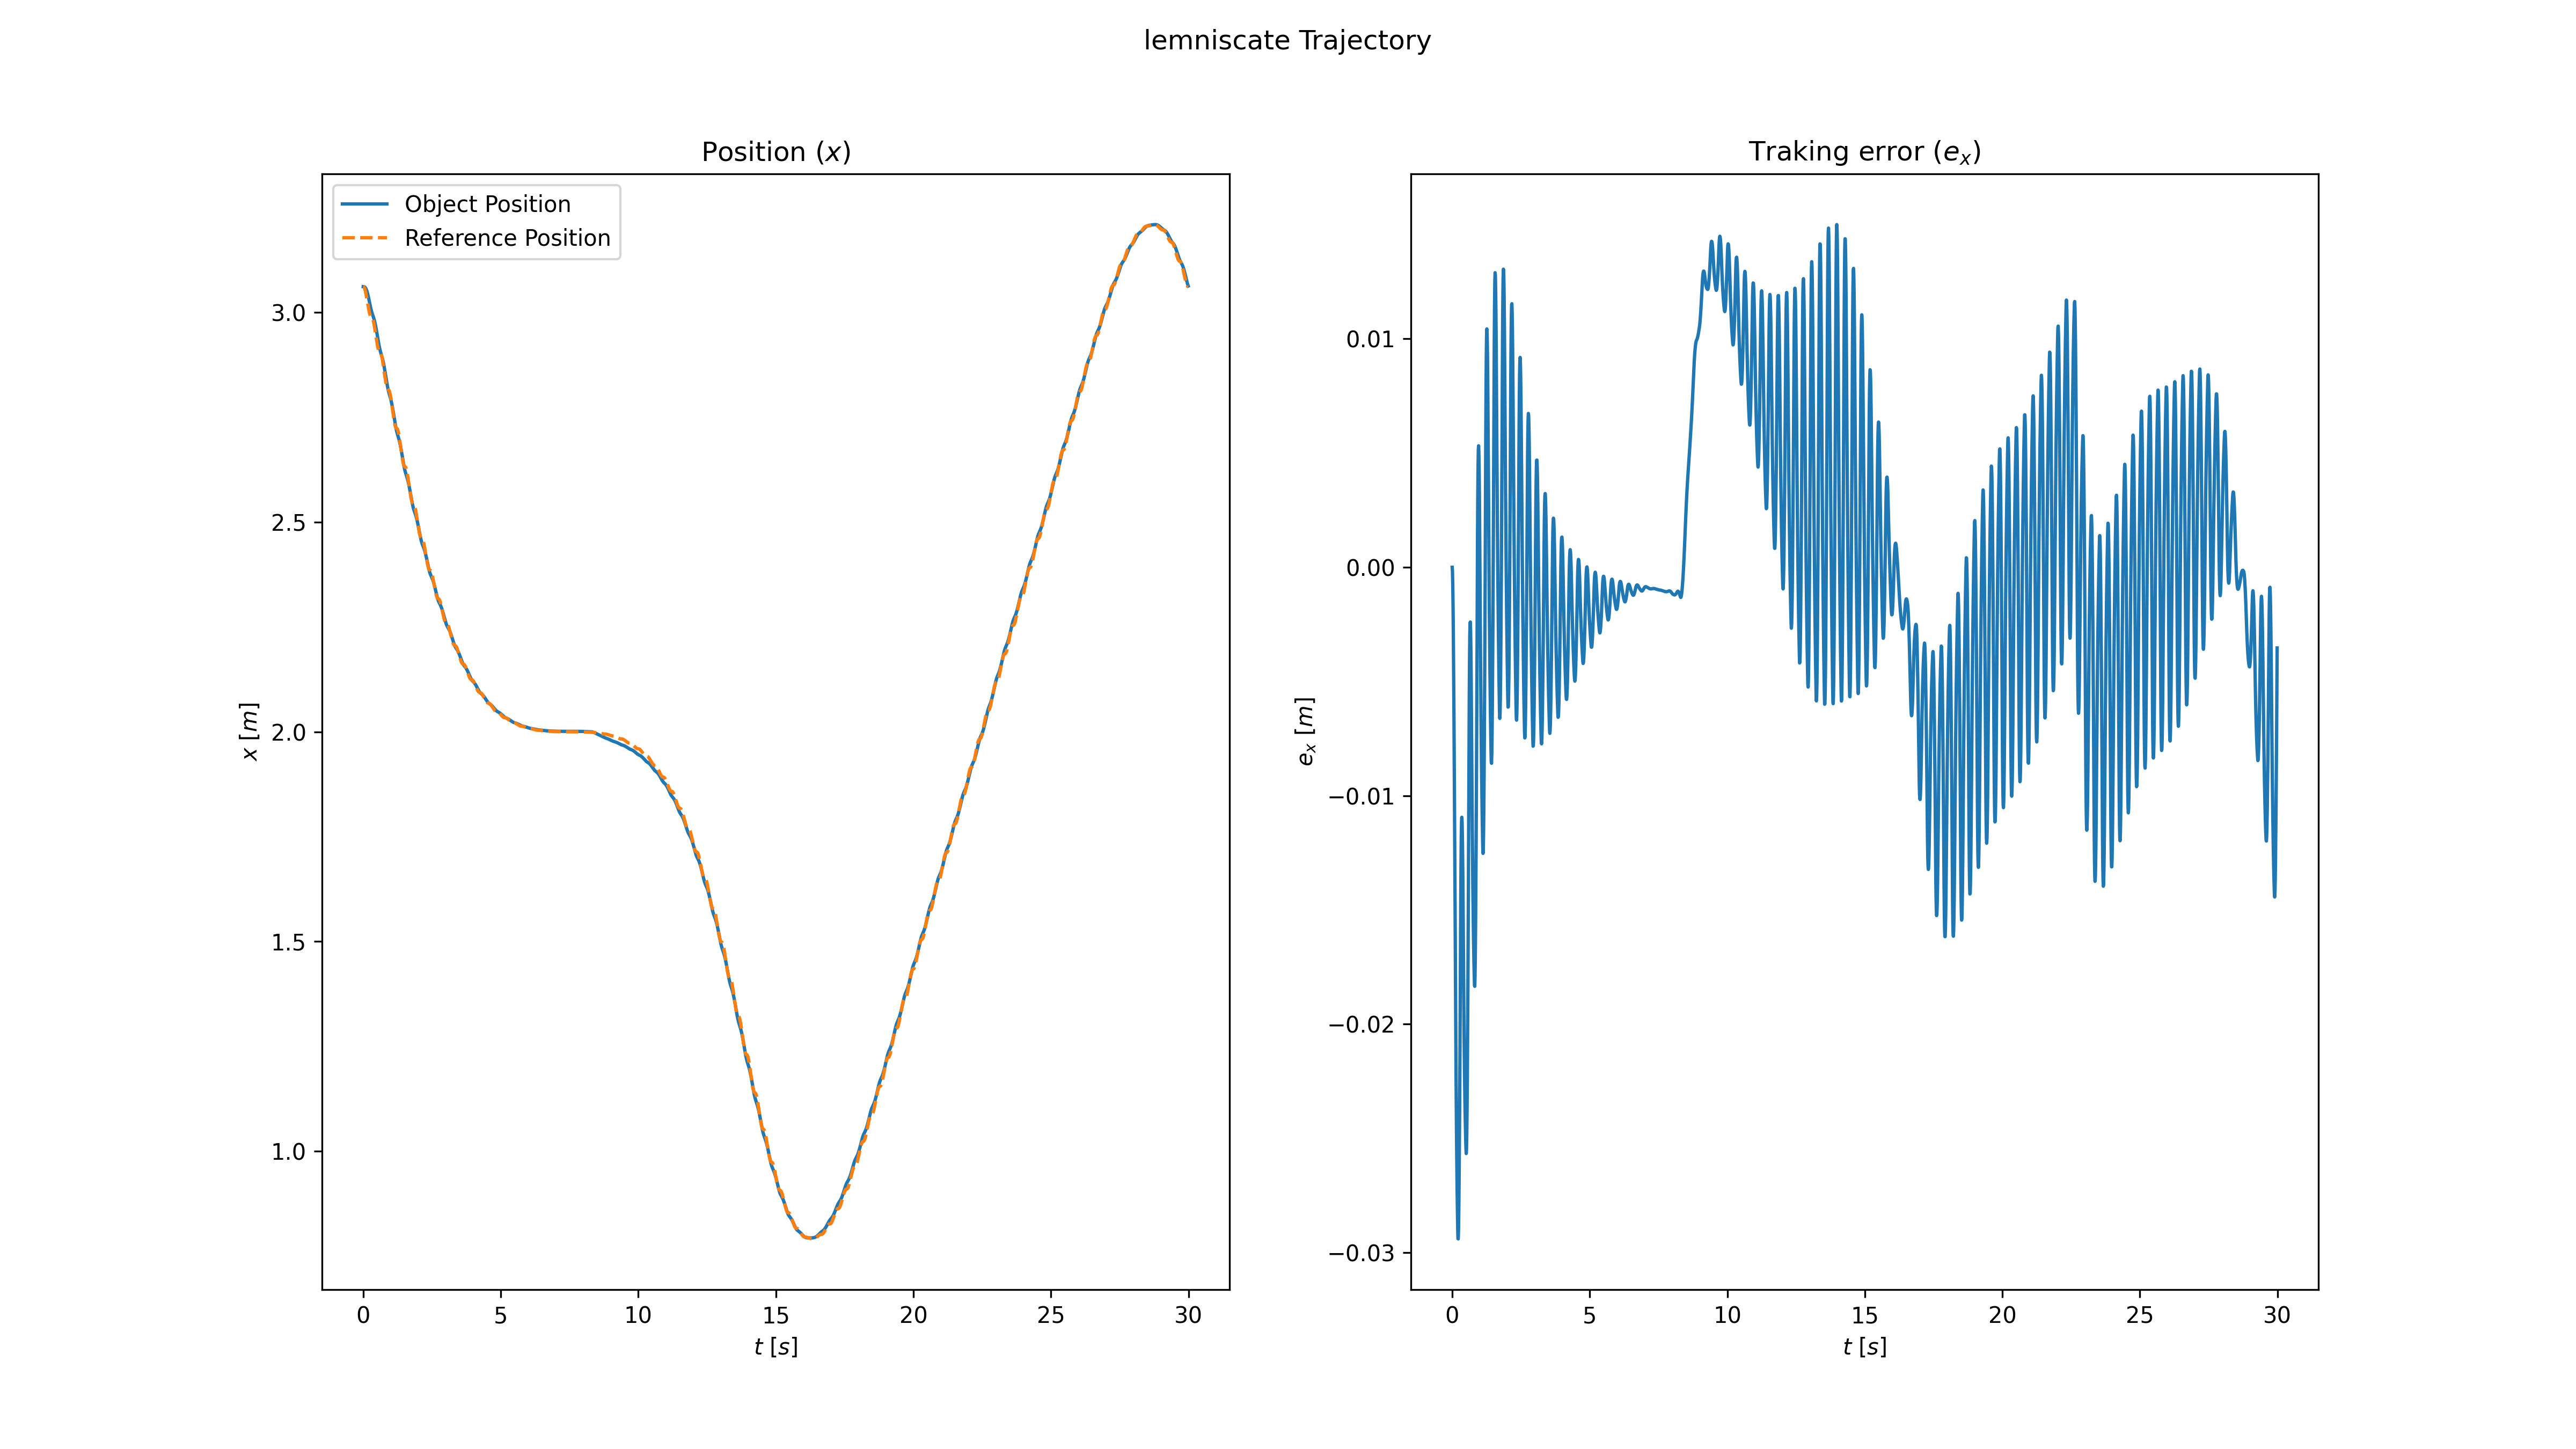 lemniscate Trajectory
Position (x)
Object Position
Reference Position
3.0
2.5
2.0
1.5
1.0
x [m]
0 5 10 15 20 25 30
t [s]
Traking error (eₓ)
0.01
0.00
−0.01
−0.02
−0.03
eₓ [m]
0 5 10 15 20 25 30
t [s]